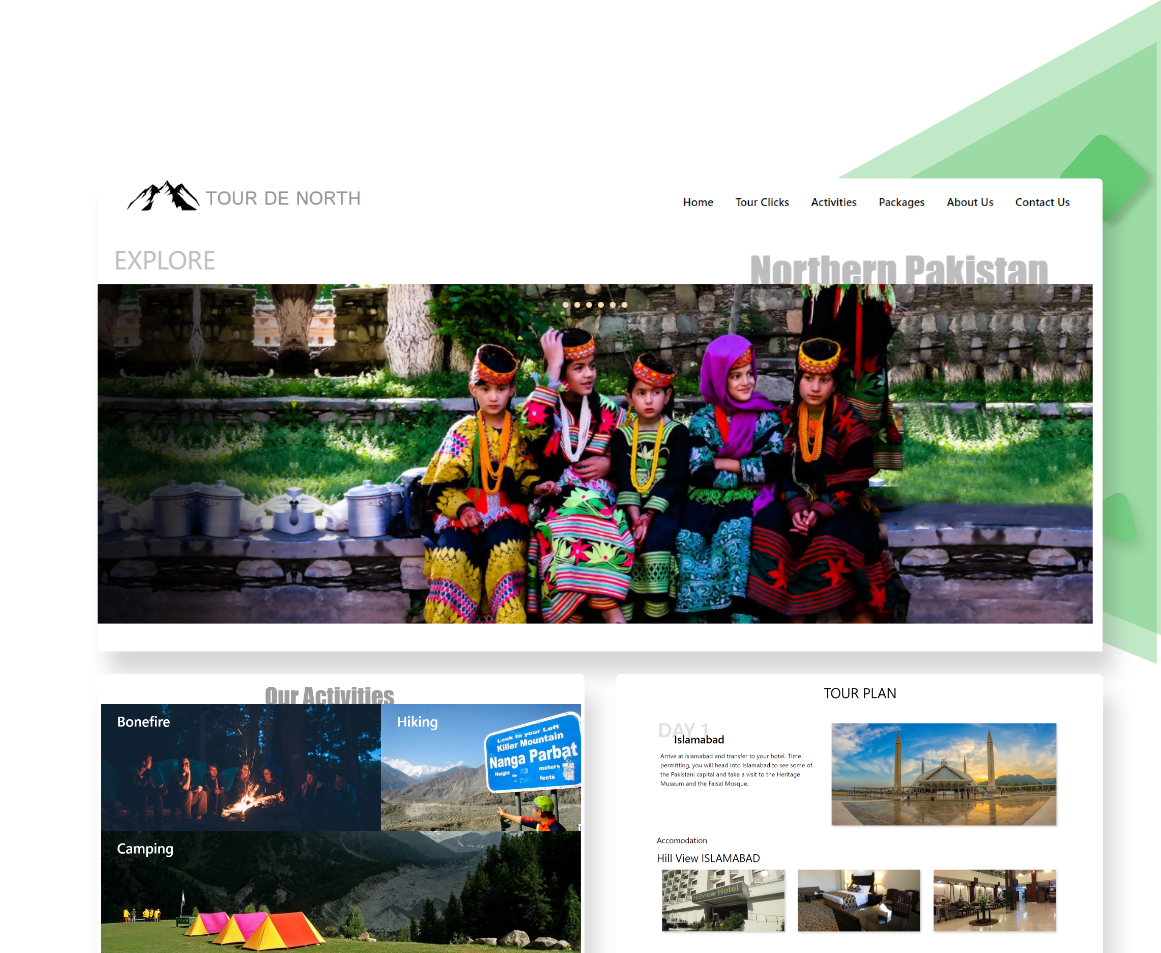 TOUR DE NORTH
Home Tour Clicks Activities Packages About Us Contact Us
EXPLORE
Northern Pakistan
Our Activities
Bonefire
Hiking
Look to your Left
Killer Mountain
Nanga Parbat
Height
meters
feets
Camping
TOUR PLAN
DAY 1
Islamabad
Arrive at Islamabad and transfer to your hotel. Time
permitting, you will head into Islamabad to see some of
the Pakistani capital and take a visit to the Heritage
Museum and the Faisal Mosque.
Accomodation
Hill View ISLAMABAD
Hotel